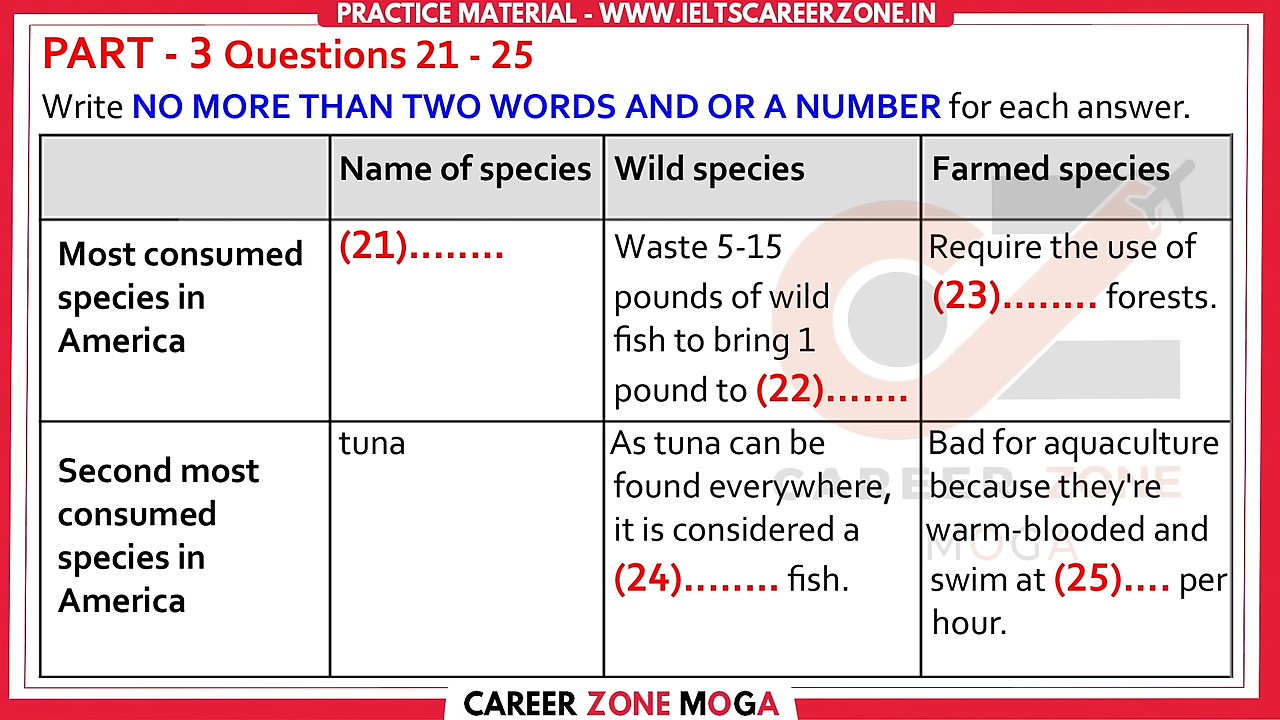 PRACTICE MATERIAL - WWW.IELTSCAREERZONE.IN
PART - 3 Questions 21 - 25
Write NO MORE THAN TWO WORDS AND OR A NUMBER for each answer.
Name of species
Wild species
Farmed species
Most consumed
species in
America
(21)........
Waste 5-15
pounds of wild
fish to bring 1
pound to (22).......
Require the use of
(23)........ forests.
Second most
consumed
species in
America
tuna
As tuna can be
found everywhere,
it is considered a
(24)........ fish.
Bad for aquaculture
because they're
warm-blooded and
swim at (25).... per
hour.
CAREER ZONE
MOGA
CAREER ZONE MOGA